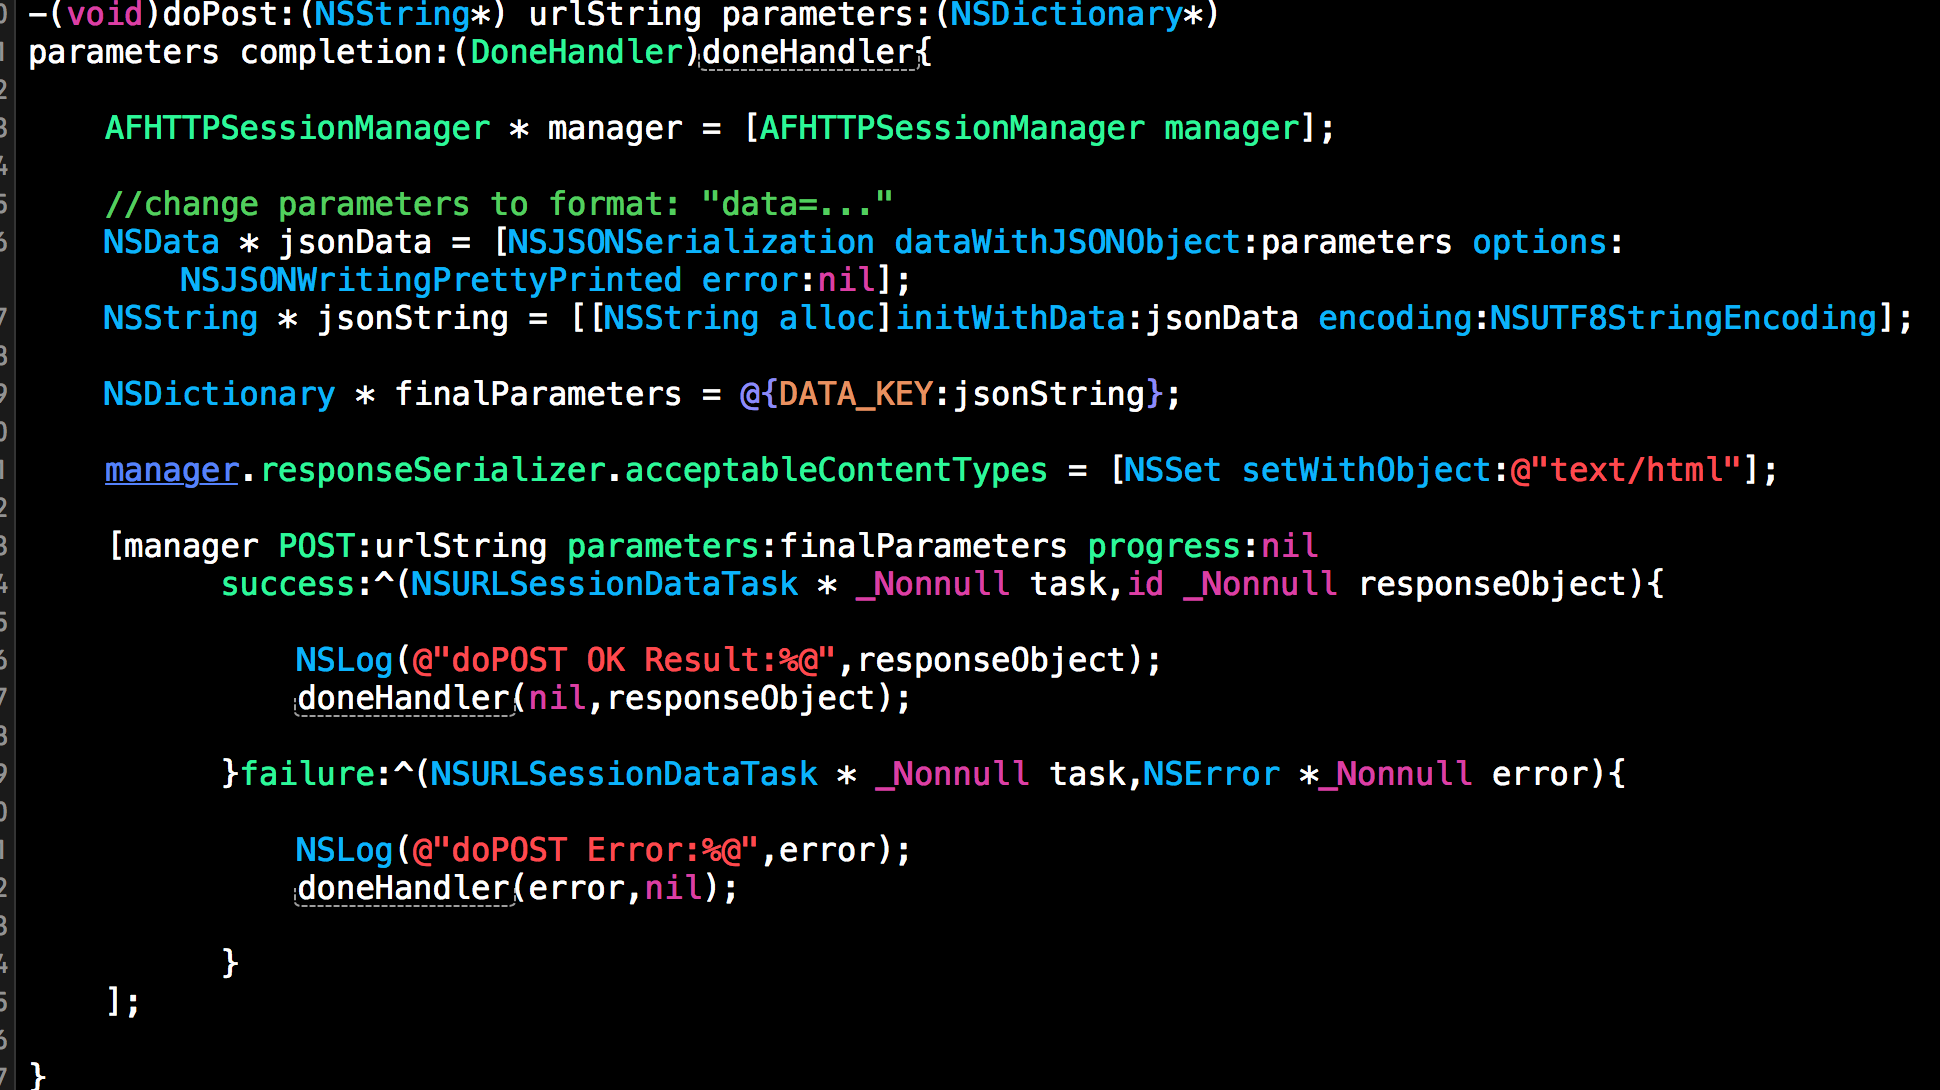 -(void)doPost:(NSString*) urlString parameters:(NSDictionary*)
parameters completion:(DoneHandler)doneHandler{
AFHTTPSessionManager * manager = [AFHTTPSessionManager manager];
//change parameters to format: "data=..."
NSData * jsonData = [NSJSONSerialization dataWithJSONObject:parameters options:
NSJSONWritingPrettyPrinted error:nil];
NSString * jsonString = [[NSString alloc]initWithData:jsonData encoding:NSUTF8StringEncoding];
NSDictionary * finalParameters = @{DATA_KEY:jsonString};
manager.responseSerializer.acceptableContentTypes = [NSSet setWithObject:@"text/html"];
[manager POST:urlString parameters:finalParameters progress:nil
success:^(NSURLSessionDataTask * _Nonnull task,id _Nonnull responseObject){
NSLog(@"doPOST OK Result:%@",responseObject);
doneHandler(nil,responseObject);
}failure:^(NSURLSessionDataTask * _Nonnull task,NSError *_Nonnull error){
NSLog(@"doPOST Error:%@",error);
doneHandler(error,nil);
}
];
}